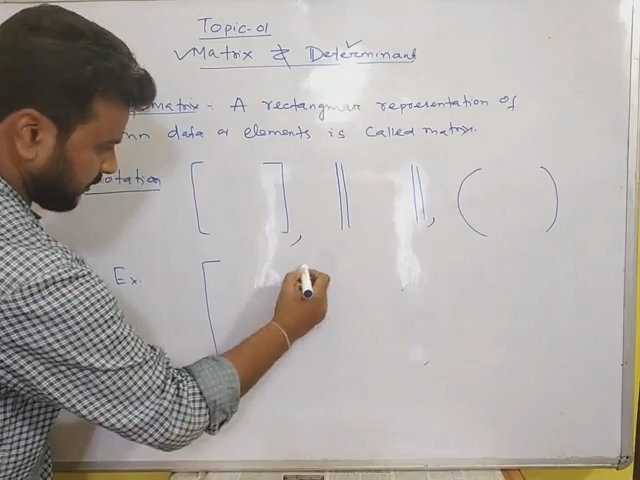 Topic-01
✓Matrix & Determinant
matrix:- A rectangular representation of
mn data or elements is called matrix.
Notation [ ], || ||, ( )
Ex. [